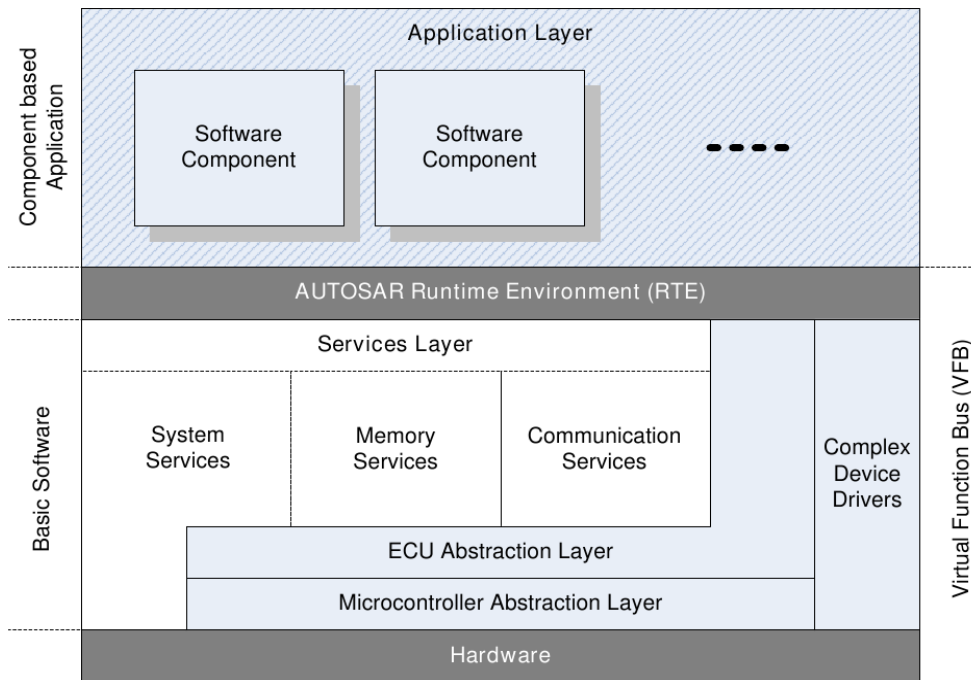 Application Layer
Component based
Application
Software
Component
Software
Component
AUTOSAR Runtime Environment (RTE)
Services Layer
Basic Software
System
Services
Memory
Services
Communication
Services
Complex
Device
Drivers
Virtual Function Bus (VFB)
ECU Abstraction Layer
Microcontroller Abstraction Layer
Hardware